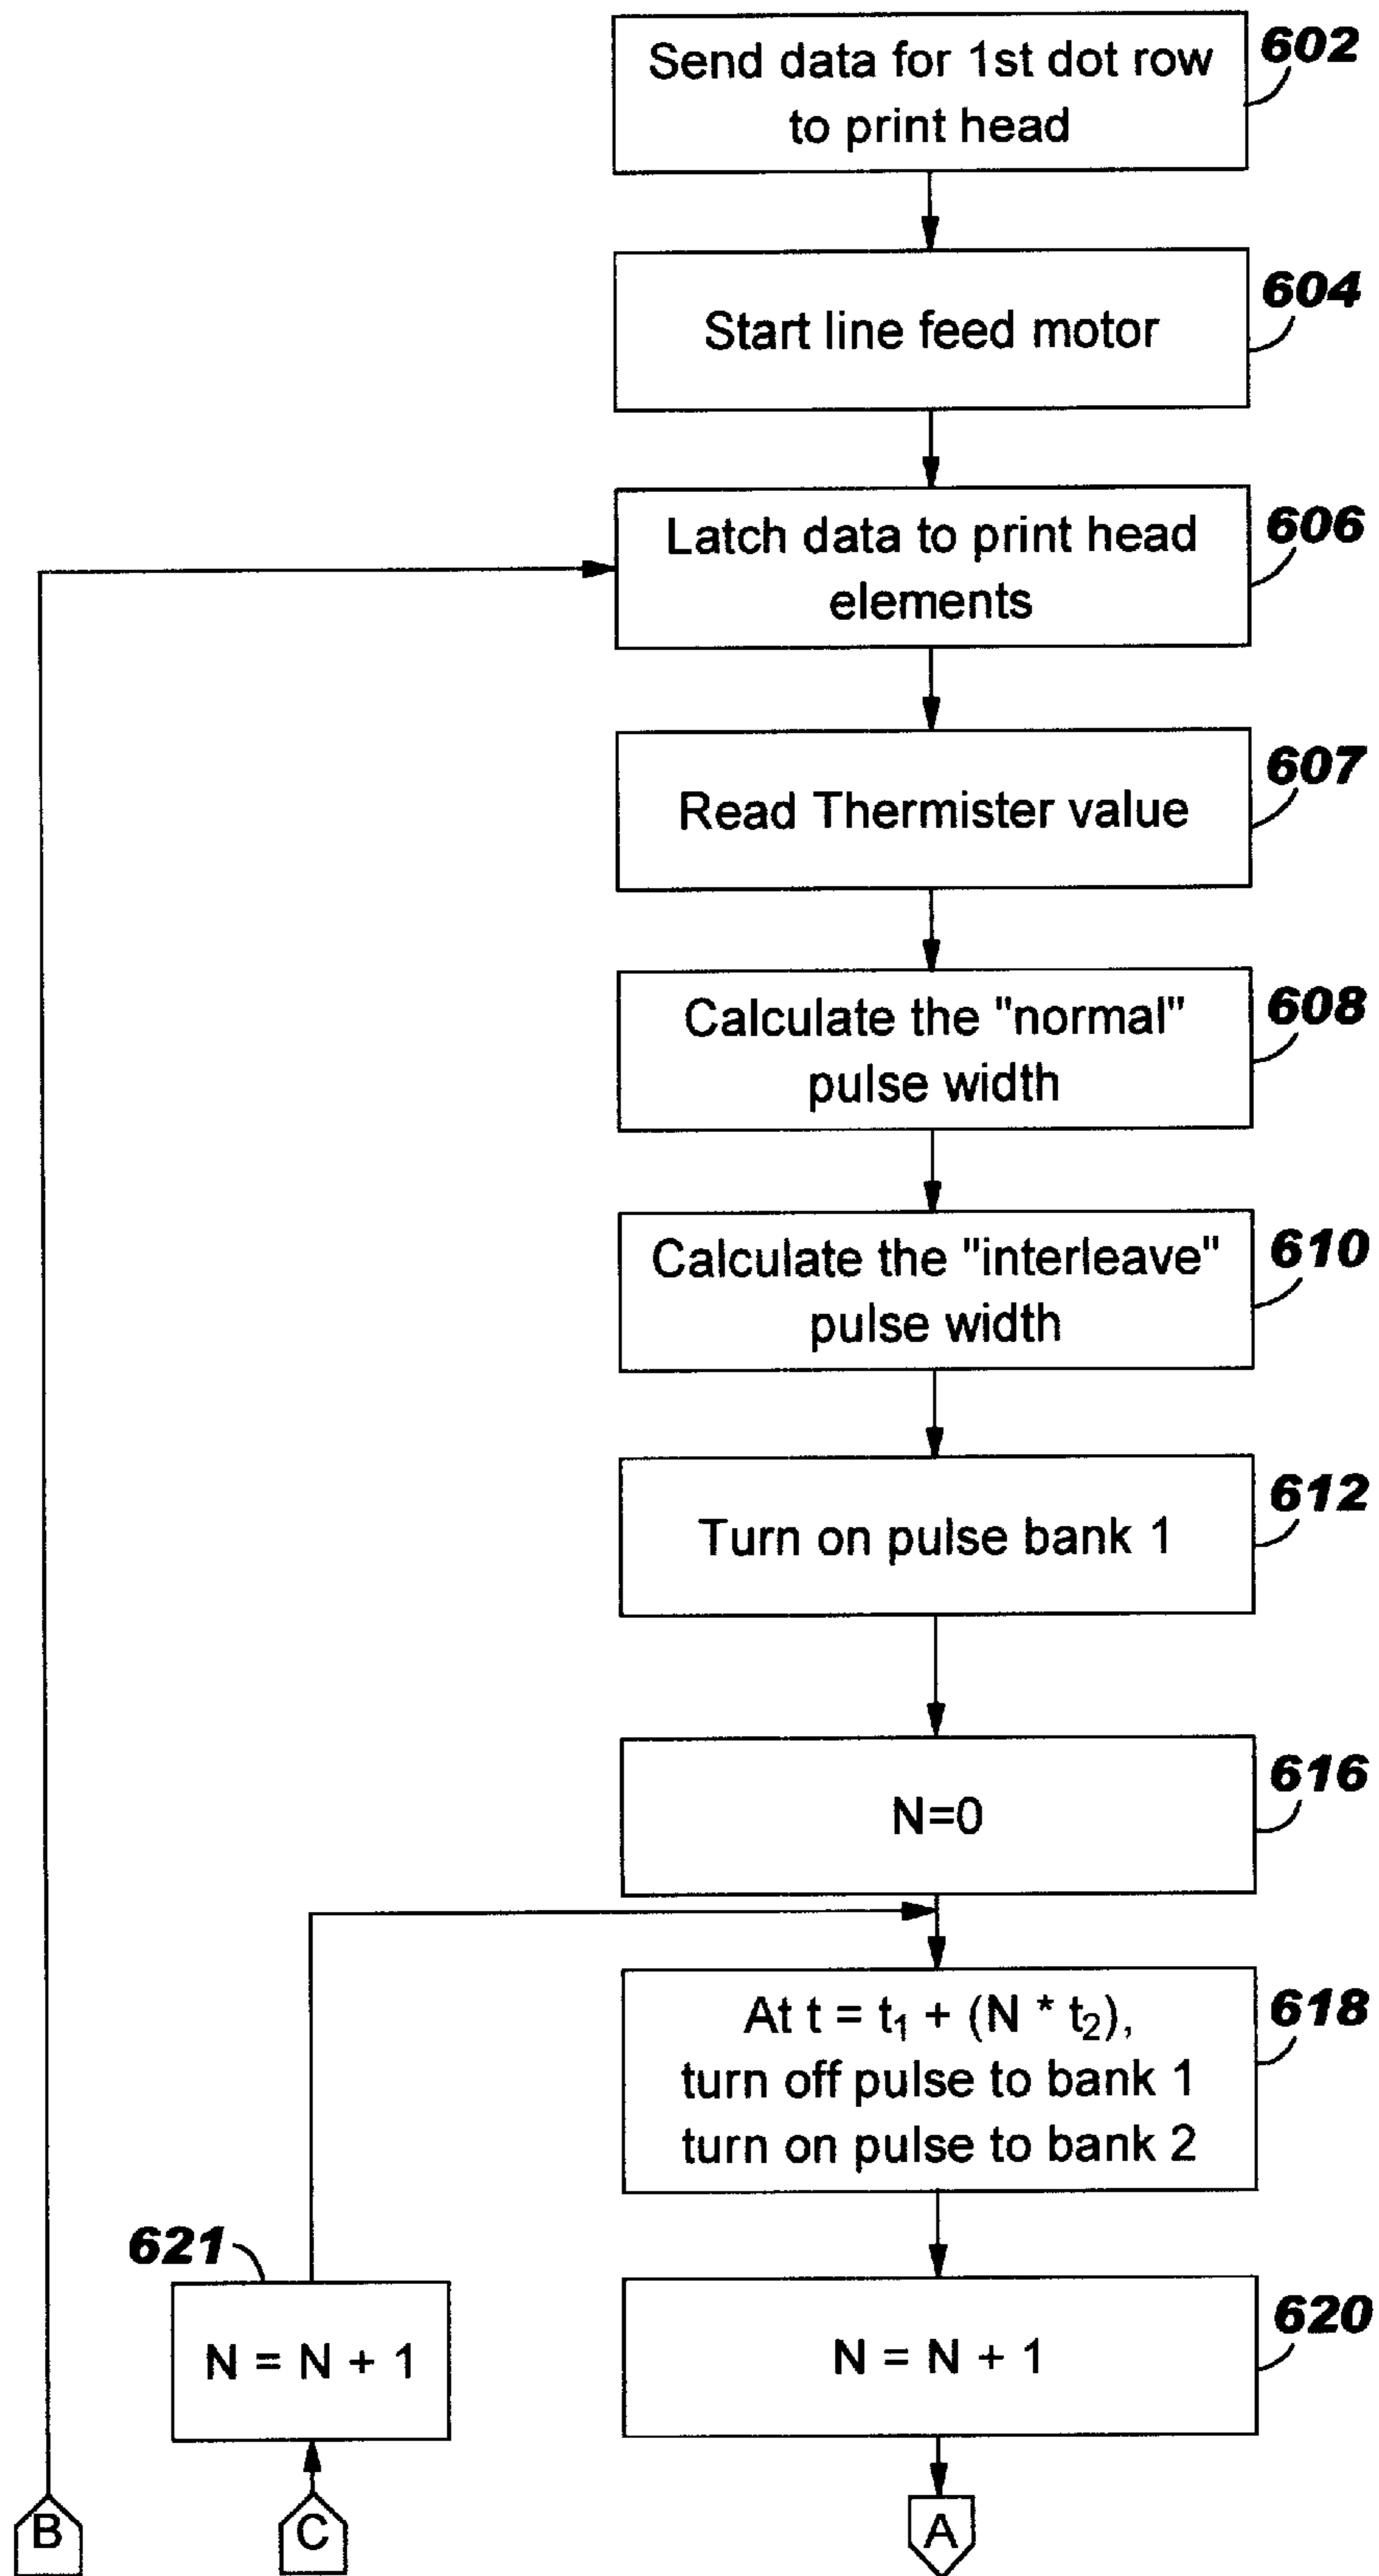 Send data for 1st dot row
to print head
602
Start line feed motor
604
Latch data to print head
elements
606
Read Thermister value
607
Calculate the "normal"
pulse width
608
Calculate the "interleave"
pulse width
610
Turn on pulse bank 1
612
N=0
616
At t = t₁ + (N * t₂),
turn off pulse to bank 1
turn on pulse to bank 2
618
621
N = N + 1
N = N + 1
620
B
C
A